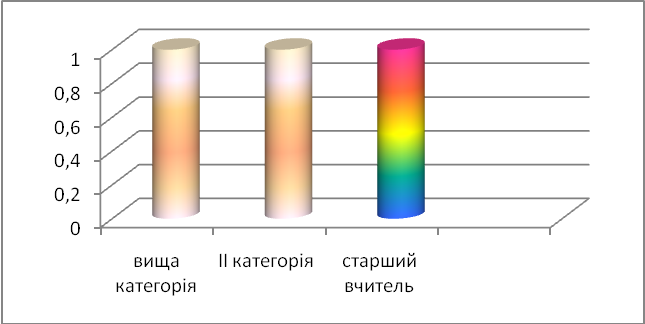 1
0,8
0,6
0,4
0,2
0
вища
категорія
ІІ категорія
старший
вчитель